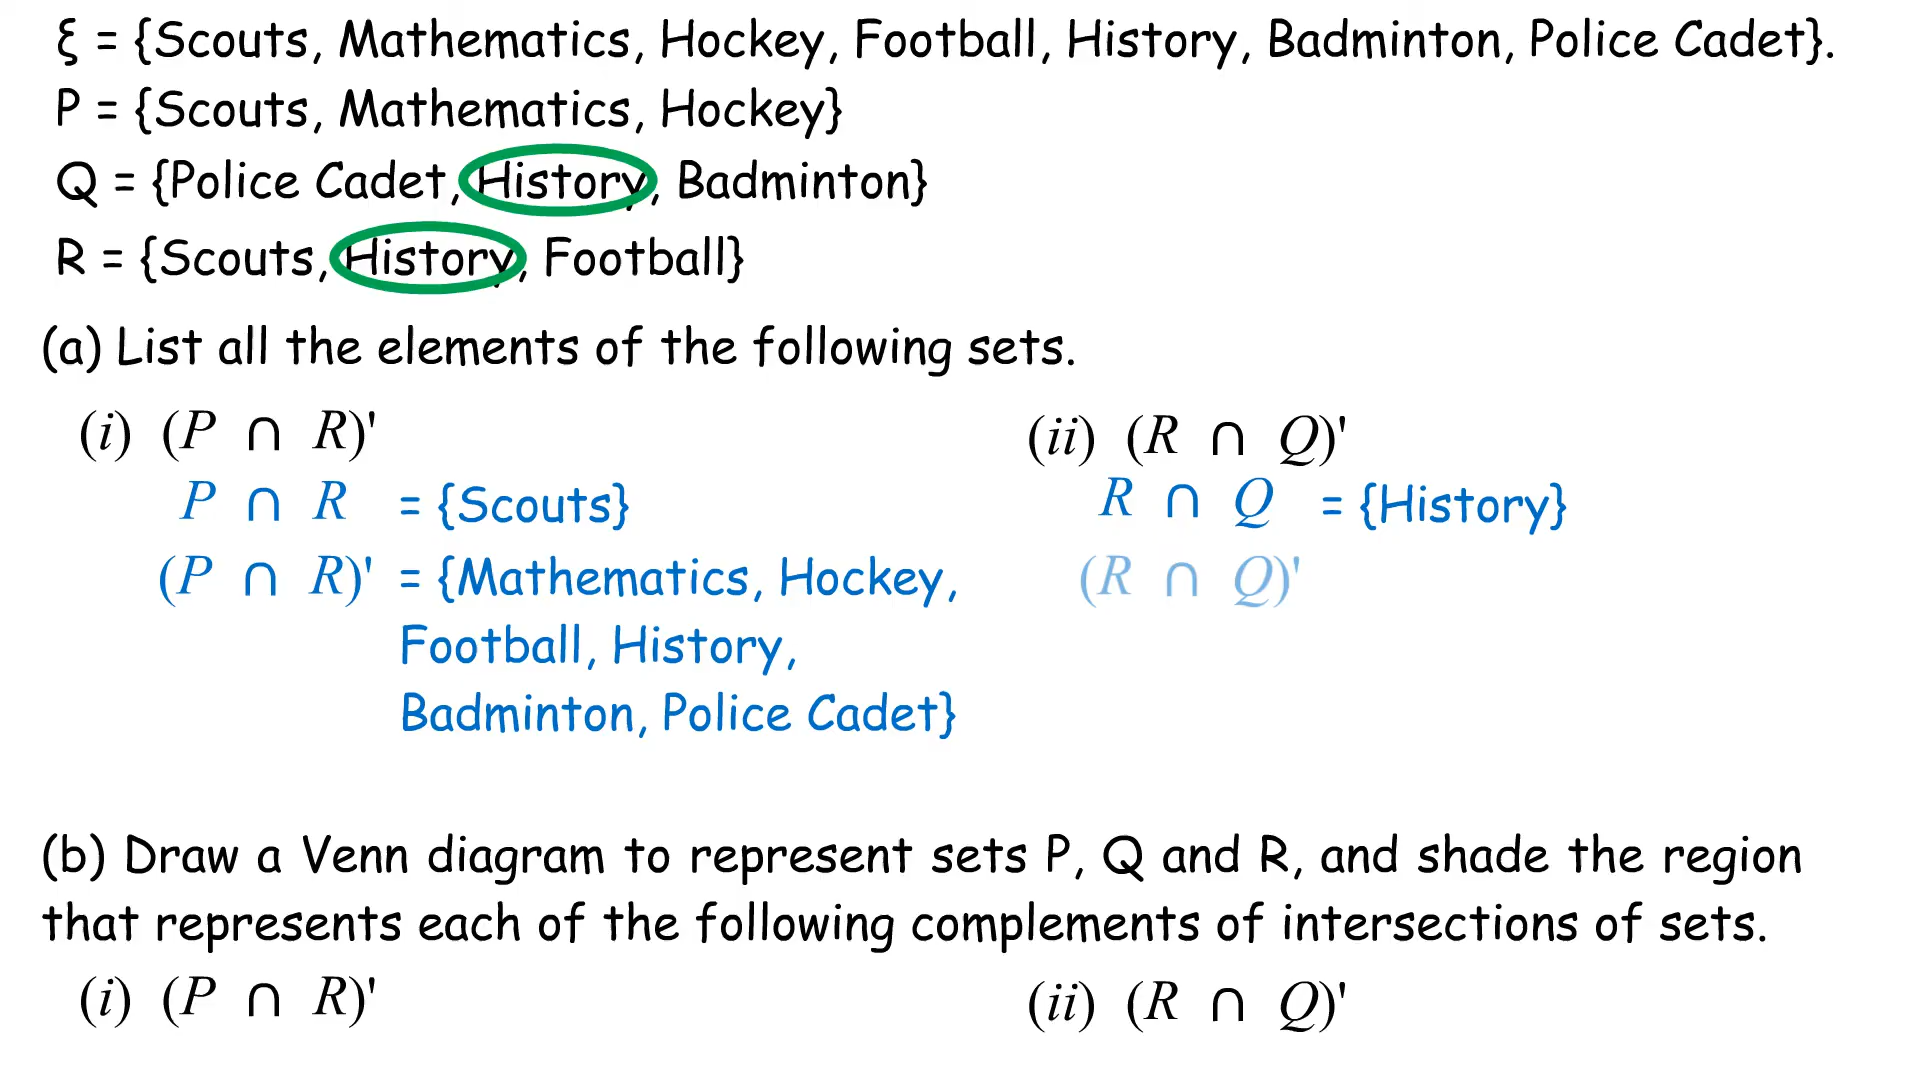 ξ = {Scouts, Mathematics, Hockey, Football, History, Badminton, Police Cadet}.
P = {Scouts, Mathematics, Hockey}
Q = {Police Cadet, History, Badminton}
R = {Scouts, History, Football}
(a) List all the elements of the following sets.
(i) (P ∩ R)'
P ∩ R = {Scouts}
(P ∩ R)' = {Mathematics, Hockey,
Football, History,
Badminton, Police Cadet}
(ii) (R ∩ Q)'
R ∩ Q = {History}
(R ∩ Q)'
(b) Draw a Venn diagram to represent sets P, Q and R, and shade the region
that represents each of the following complements of intersections of sets.
(i) (P ∩ R)'
(ii) (R ∩ Q)'